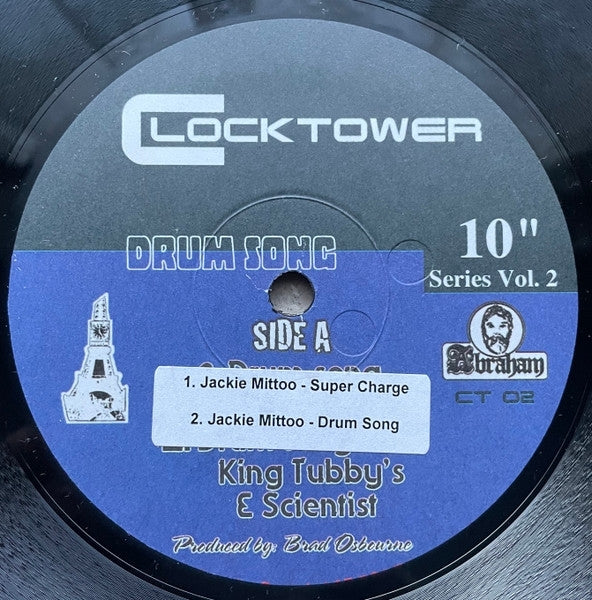 CLOCKTOWER
DRUM SONG
10"
Series Vol. 2
SIDE A
Abraham
CT 02
1. Jackie Mittoo - Super Charge
2. Jackie Mittoo - Drum Song
King Tubby's
& Scientist
Produced by: Brad Osbourne